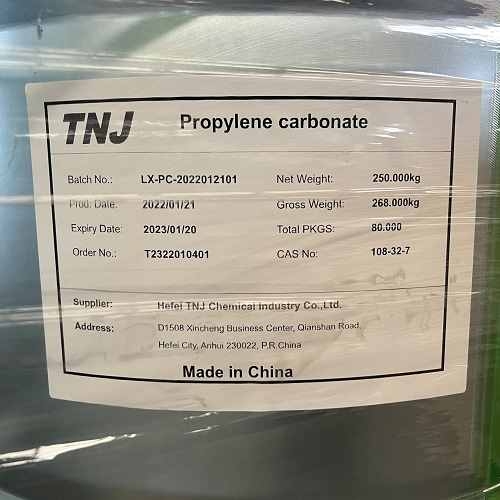 TNJ Propylene carbonate
Batch No.: LX-PC-2022012101 Net Weight: 250.000kg
Prod. Date: 2022/01/21 Gross Weight: 268.000kg
Expiry Date: 2023/01/20 Total PKGS: 80.000
Order No.: T2322010401 CAS No: 108-32-7
Supplier: Hefei TNJ Chemical Industry Co.,Ltd.
Address: D1508 Xincheng Business Center, Qianshan Road,
Hefei City, Anhui 230022, P.R.China
Made in China